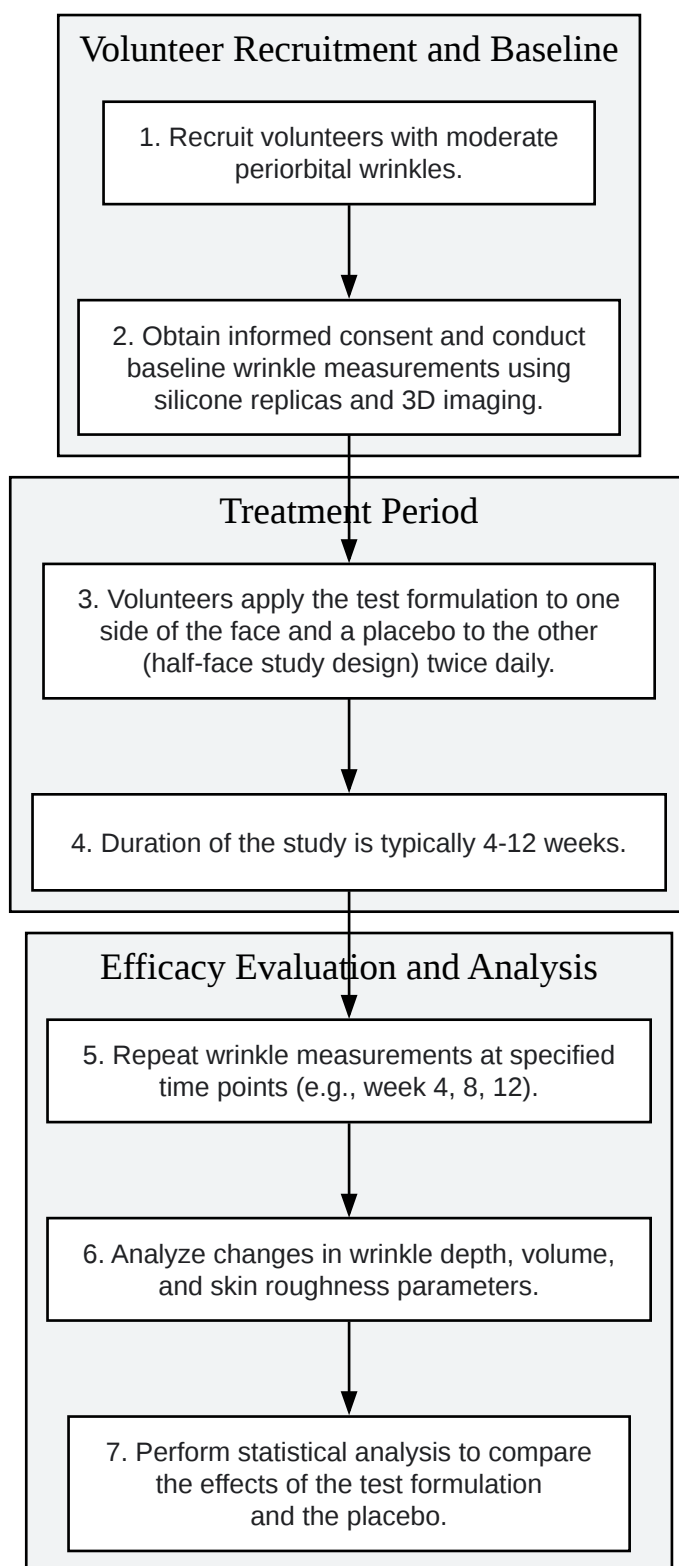 Volunteer Recruitment and Baseline
1. Recruit volunteers with moderate
periorbital wrinkles.
2. Obtain informed consent and conduct
baseline wrinkle measurements using
silicone replicas and 3D imaging.
Treatment Period
3. Volunteers apply the test formulation to one
side of the face and a placebo to the other
(half-face study design) twice daily.
4. Duration of the study is typically 4-12 weeks.
Efficacy Evaluation and Analysis
5. Repeat wrinkle measurements at specified
time points (e.g., week 4, 8, 12).
6. Analyze changes in wrinkle depth, volume,
and skin roughness parameters.
7. Perform statistical analysis to compare
the effects of the test formulation
and the placebo.